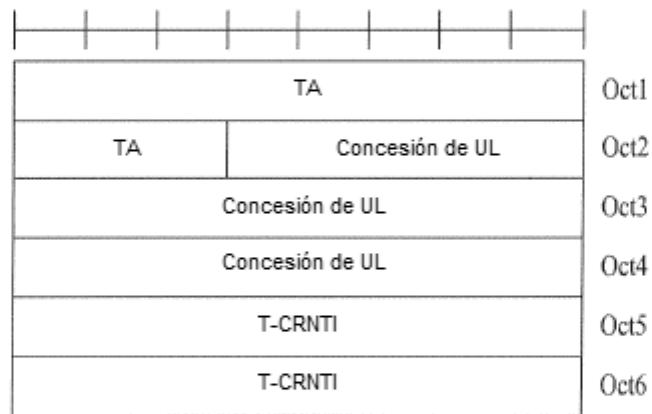 TA Oct1
TA Concesión de UL Oct2
Concesión de UL Oct3
Concesión de UL Oct4
T-CRNTI Oct5
T-CRNTI Oct6